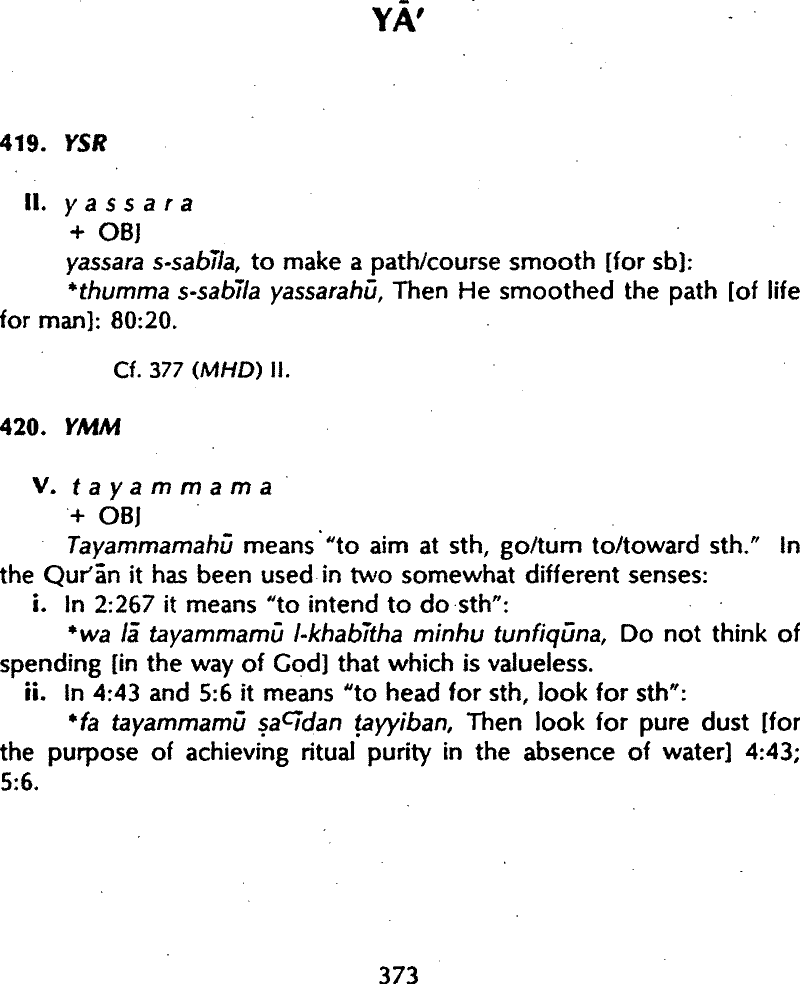 YĀ’
419. YSR
II. y a s s a r a
+ OBJ
yassara s-sabīla, to make a path/course smooth [for sb]:
*thumma s-sabīla yassarahū, Then He smoothed the path [of life
for man]: 80:20.
Cf. 377 (MHD) II.
420. YMM
V. t a y a m m a m a
+ OBJ
Tayammamahū means “to aim at sth, go/turn to/toward sth.” In
the Qur’ān it has been used in two somewhat different senses:
i. In 2:267 it means “to intend to do sth”:
*wa lā tayammamū l-khabītha minhu tunfiqūna, Do not think of
spending [in the way of God] that which is valueless.
ii. In 4:43 and 5:6 it means “to head for sth, look for sth”:
*fa tayammamū ṣaᶜīdan ṭayyiban, Then look for pure dust [for
the purpose of achieving ritual purity in the absence of water] 4:43;
5:6.
373